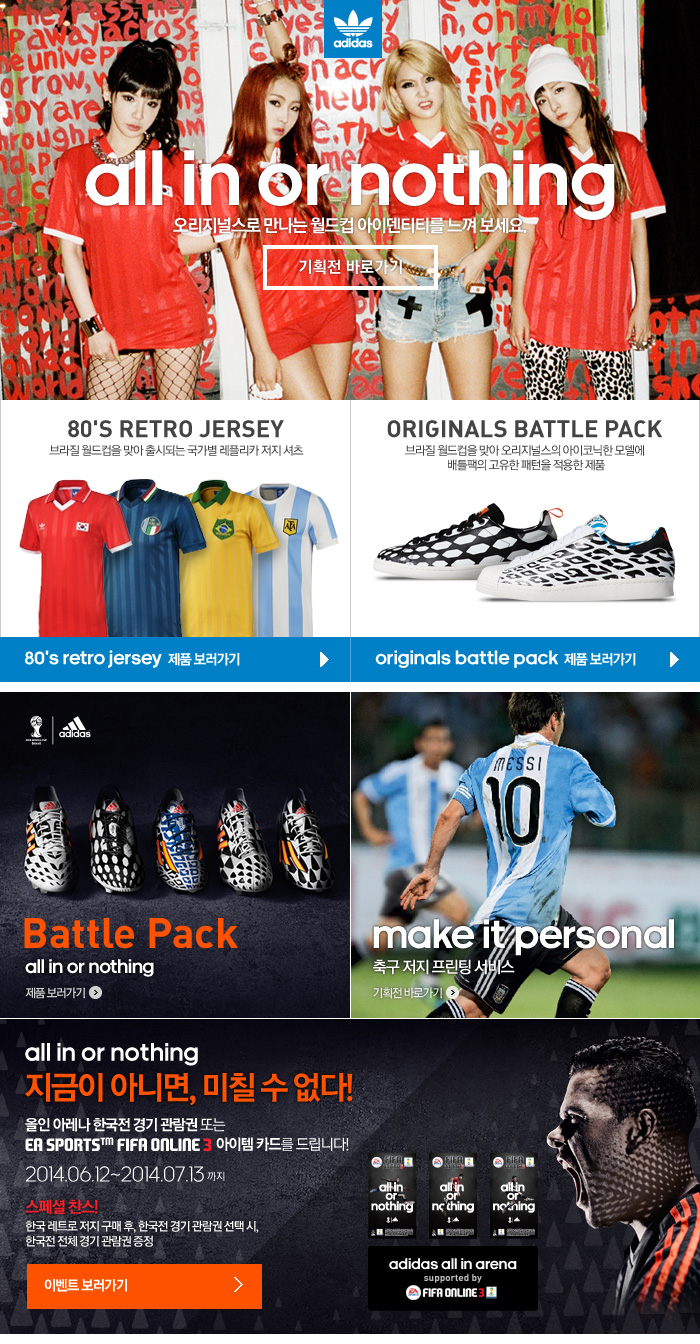 adidas
all in or nothing
오리지널스로 만나는 월드컵 아이덴티티를 느껴 보세요.
기획전 바로가기
80'S RETRO JERSEY
브라질 월드컵을 맞아 출시되는 국가별 레플리카 저지 셔츠
ORIGINALS BATTLE PACK
브라질 월드컵을 맞아 오리지널스의 아이코닉한 모델에
배틀팩의 고유한 패턴을 적용한 제품
80's retro jersey 제품 보러가기
originals battle pack 제품 보러가기
adidas
Battle Pack
all in or nothing
제품 보러가기
MESSI
10
make it personal
축구 저지 프린팅 서비스
기획전 바로가기
all in or nothing
지금이 아니면, 미칠 수 없다!
올인 아레나 한국전 경기 관람권 또는
EA SPORTS™ FIFA ONLINE 3 아이템 카드를 드립니다!
2014.06.12~2014.07.13 까지
스페셜 찬스!
한국 레트로 저지 구매 후, 한국전 경기 관람권 선택 시,
한국전 전체 경기 관람권 증정
이벤트 보러가기
all in or nothing
all in or nothing
all in or nothing
adidas all in arena
supported by
FIFA ONLINE 3